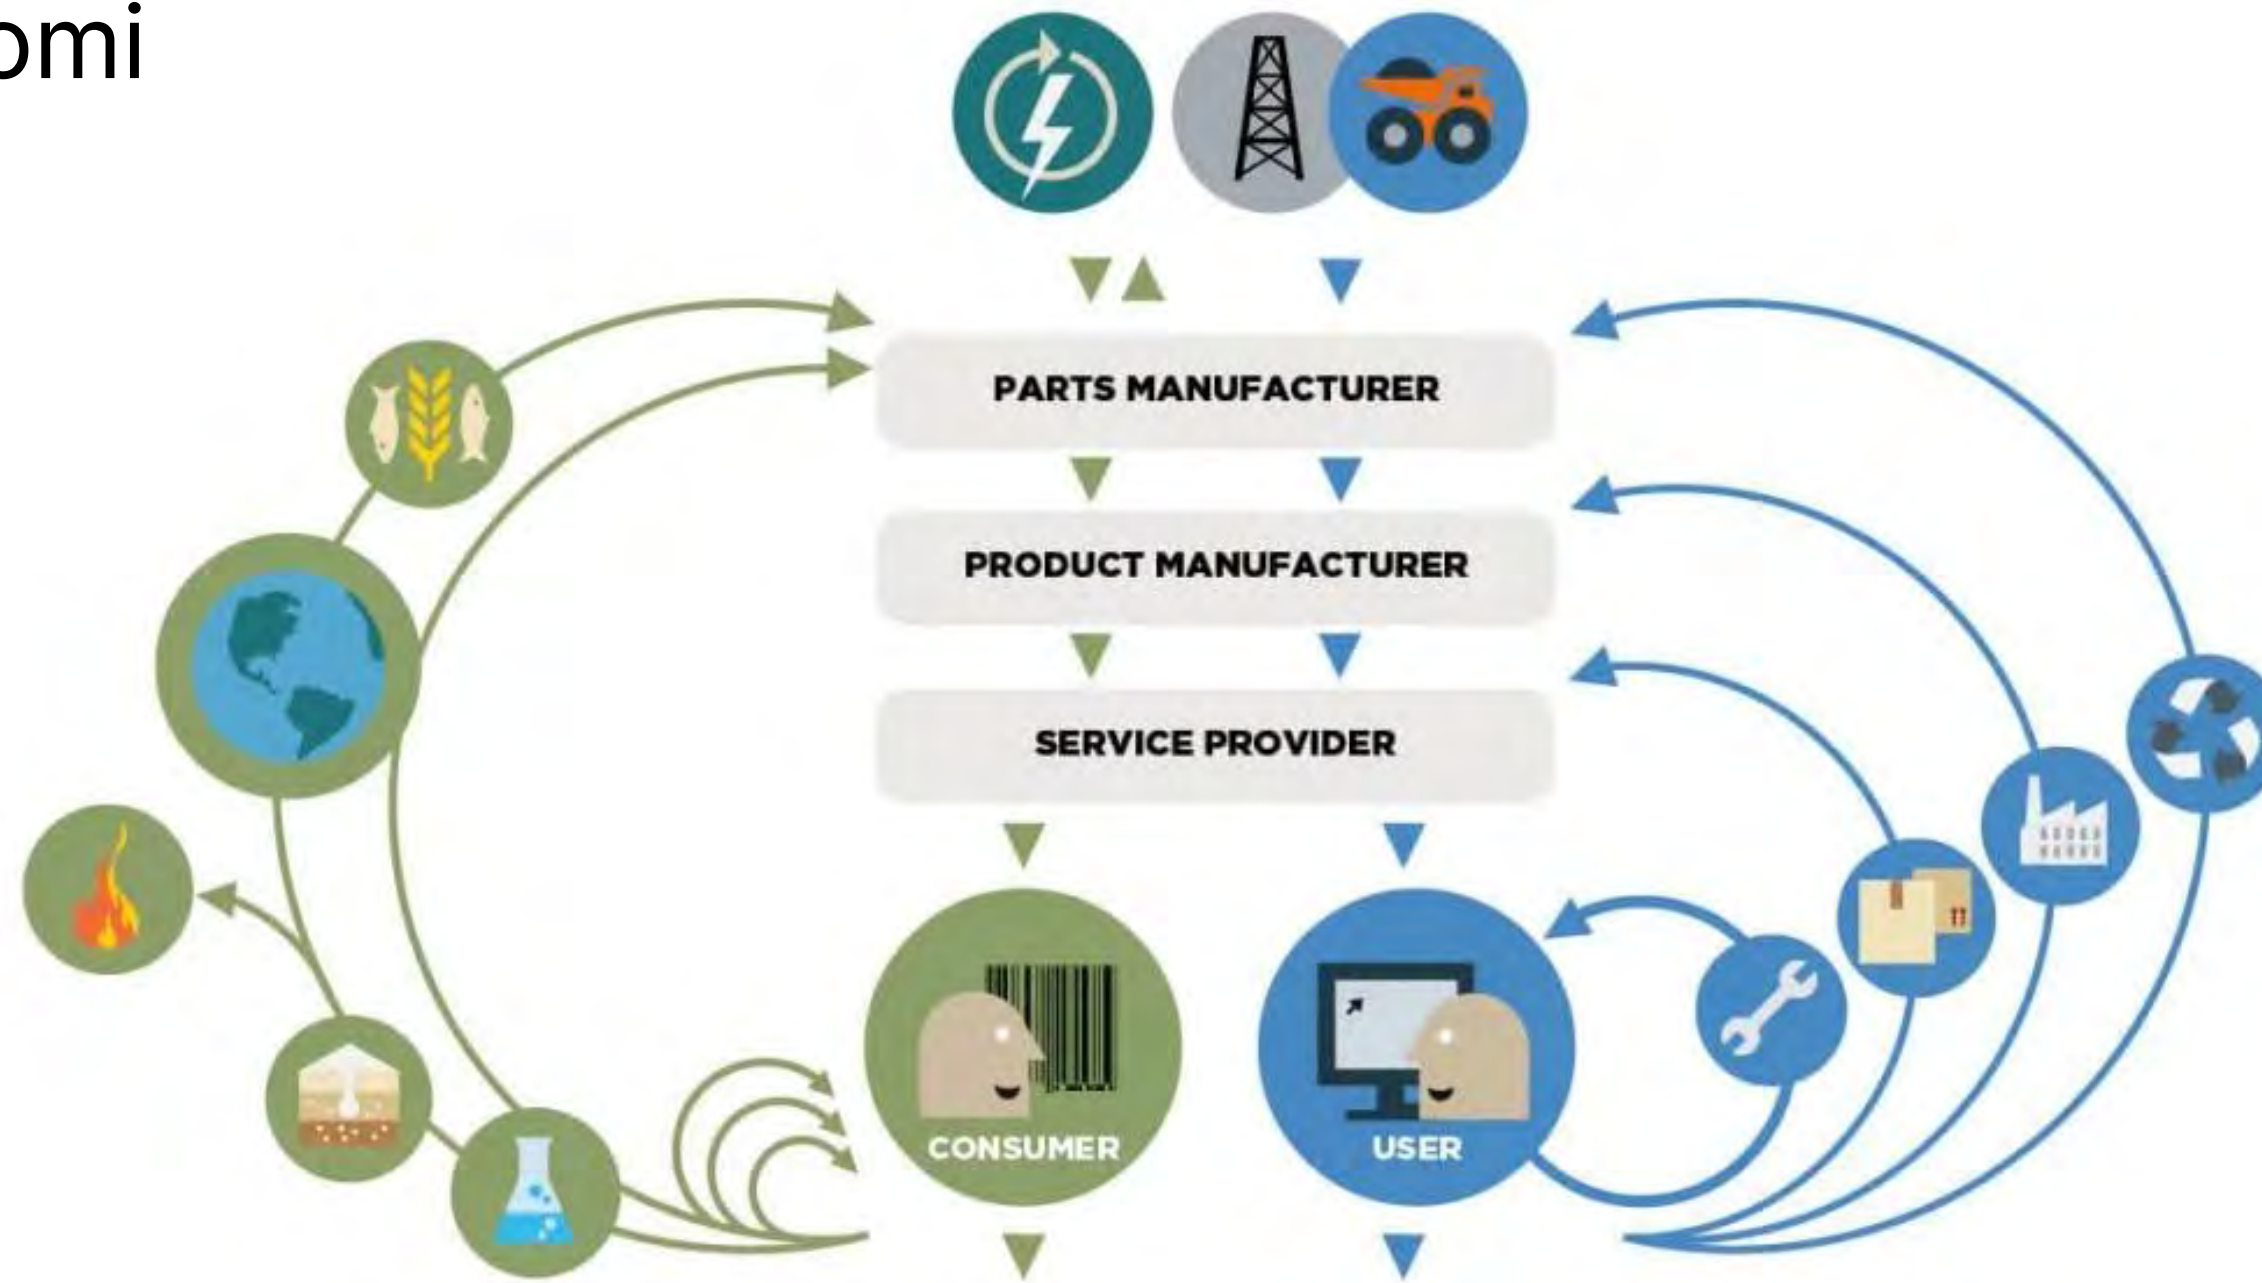 omi
PARTS MANUFACTURER
PRODUCT MANUFACTURER
SERVICE PROVIDER
CONSUMER
USER